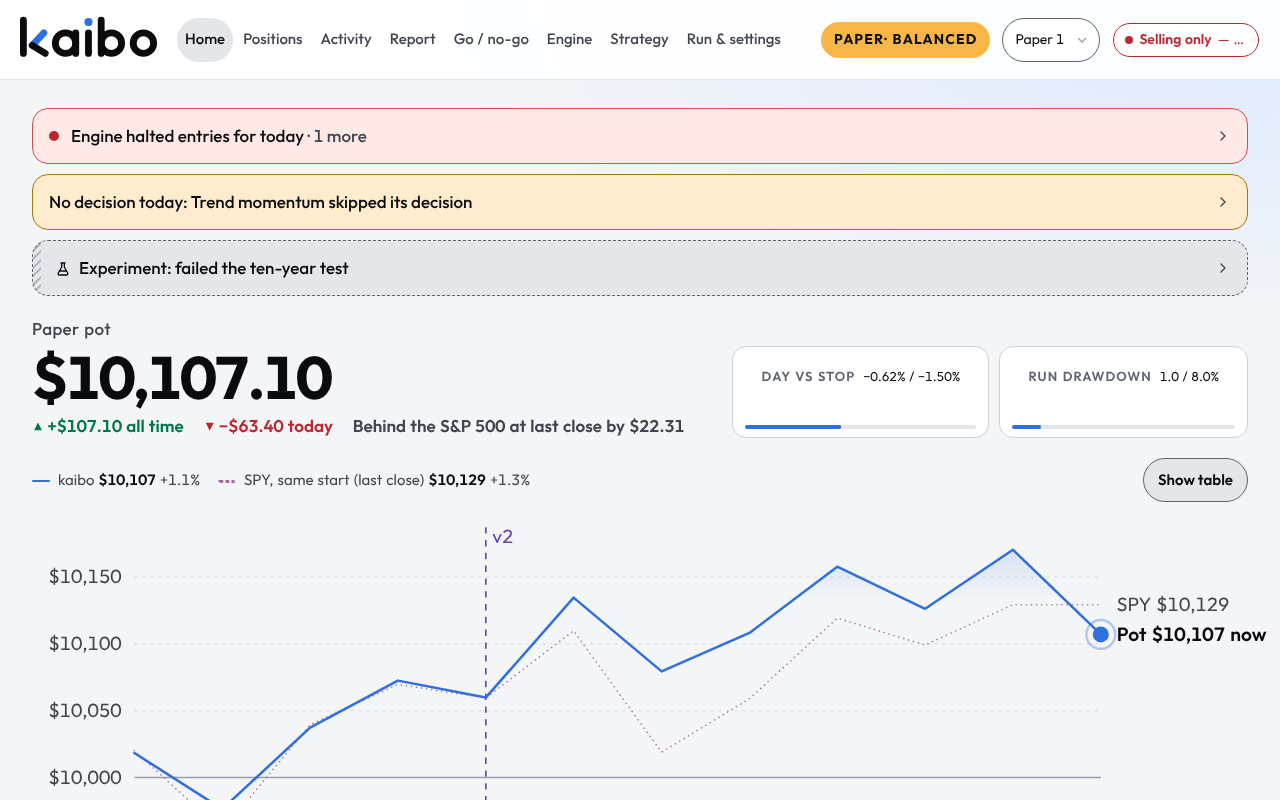 kaibo
Home Positions Activity Report Go / no-go Engine Strategy Run & settings
PAPER· BALANCED
Paper 1
Selling only — …
Engine halted entries for today · 1 more
No decision today: Trend momentum skipped its decision
Experiment: failed the ten-year test
Paper pot
$10,107.10
▲ +$107.10 all time ▼ −$63.40 today Behind the S&P 500 at last close by $22.31
DAY VS STOP −0.62% / −1.50%
RUN DRAWDOWN 1.0 / 8.0%
kaibo $10,107 +1.1% SPY, same start (last close) $10,129 +1.3%
Show table
v2
$10,150
SPY $10,129
Pot $10,107 now
$10,100
$10,050
$10,000